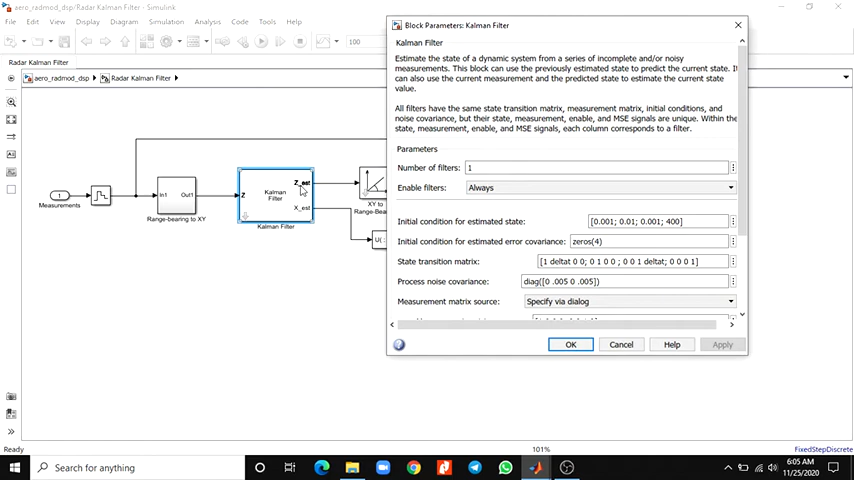 aero_radmod_dsp/Radar Kalman Filter - Simulink
File Edit View Display Diagram Simulation Analysis Code Tools Help
100
Radar Kalman Filter
aero_radmod_dsp Radar Kalman Filter
1
Measurements
In1 Out1
Range-bearing to XY
Z
Kalman
Filter
Z_est
X_est
Kalman Filter
XY to
Range-Bea
U( :
Block Parameters: Kalman Filter
Kalman Filter
Estimate the state of a dynamic system from a series of incomplete and/or noisy
measurements. This block can use the previously estimated state to predict the current state. It
can also use the current measurement and the predicted state to estimate the current state
value.
All filters have the same state transition matrix, measurement matrix, initial conditions, and
noise covariance, but their state, measurement, enable, and MSE signals are unique. Within the
state, measurement, enable, and MSE signals, each column corresponds to a filter.
Parameters
Number of filters: 1
Enable filters: Always
Initial condition for estimated state: [0.001; 0.01; 0.001; 400]
Initial condition for estimated error covariance: zeros(4)
State transition matrix: [1 deltat 0 0; 0 1 0 0 ; 0 0 1 deltat; 0 0 0 1]
Process noise covariance: diag([0 .005 0 .005])
Measurement matrix source: Specify via dialog
OK Cancel Help Apply
Ready 101% FixedStepDiscrete
Search for anything
6:05 AM
11/25/2020